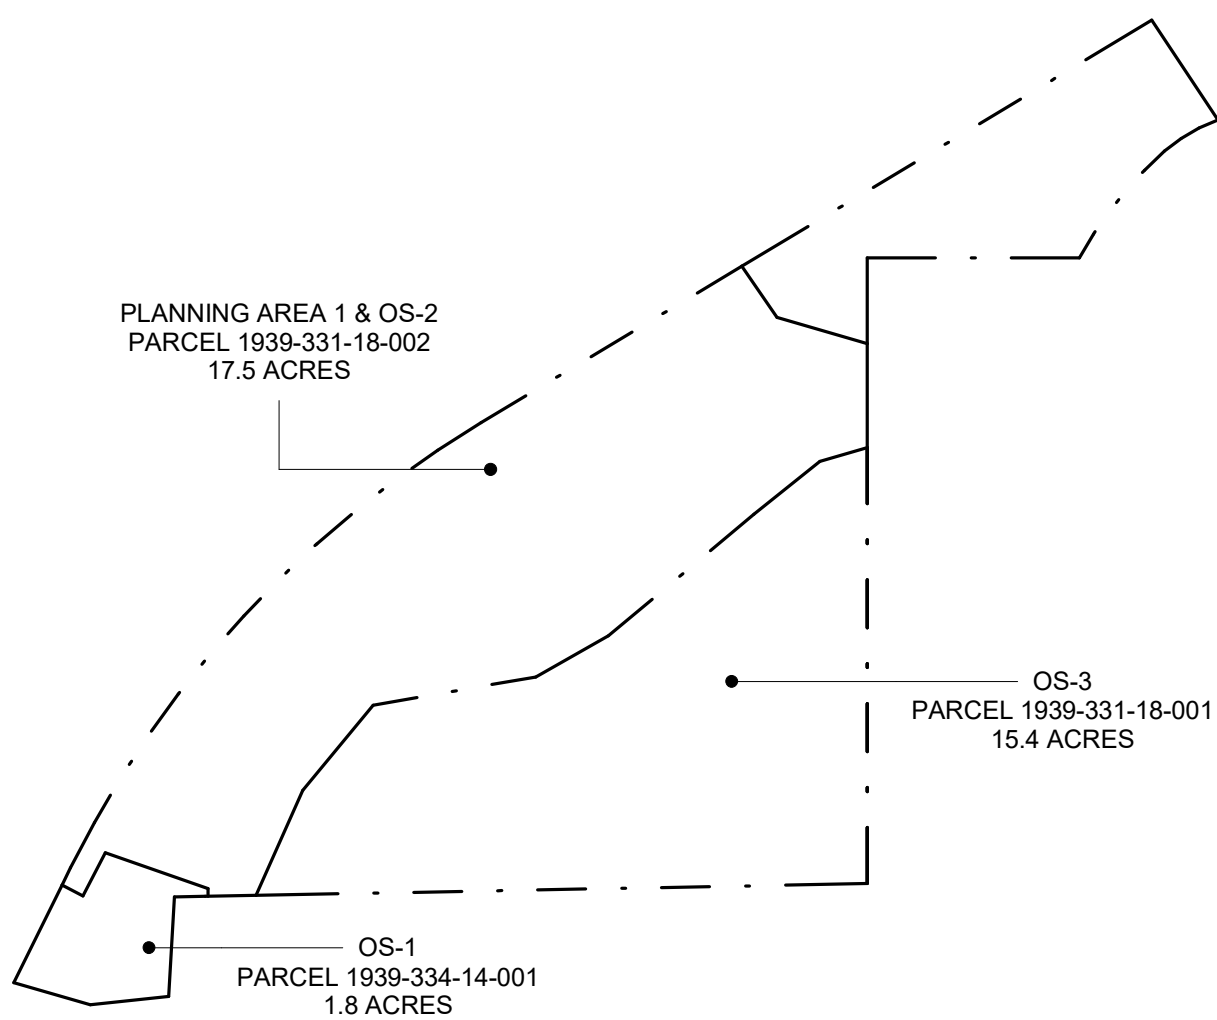 PLANNING AREA 1 & OS-2
PARCEL 1939-331-18-002
17.5 ACRES
OS-3
PARCEL 1939-331-18-001
15.4 ACRES
OS-1
PARCEL 1939-334-14-001
1.8 ACRES